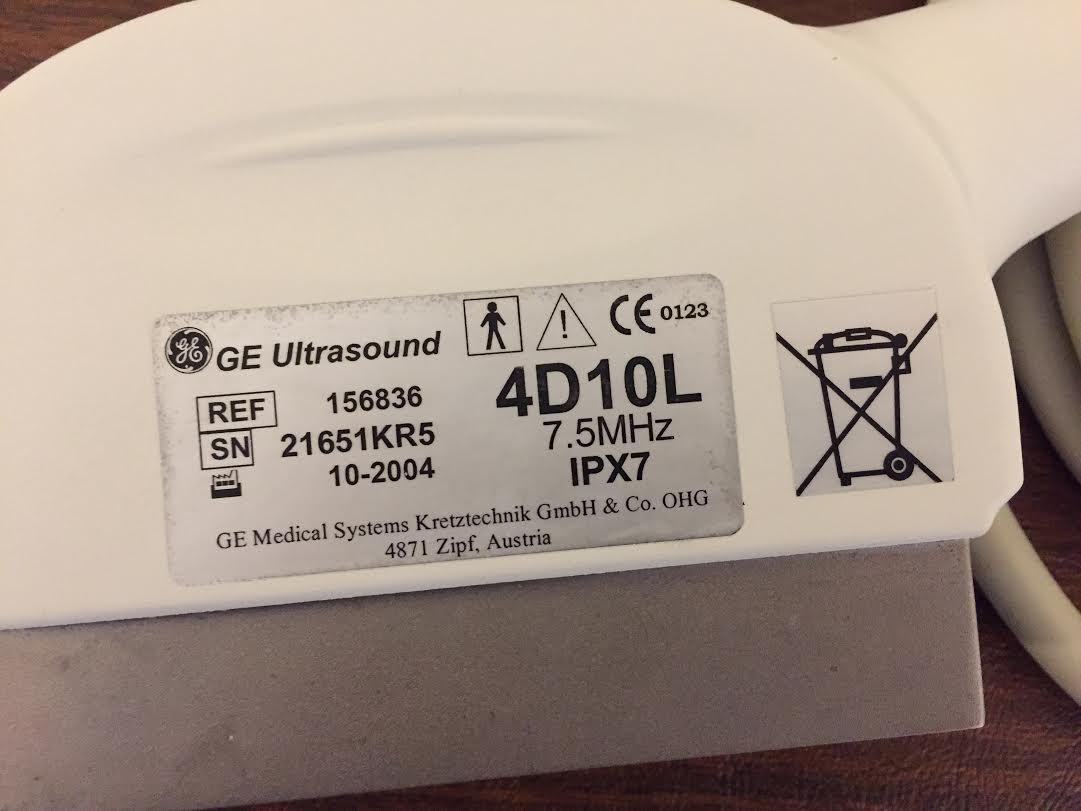 GE GE Ultrasound
CE 0123
REF 156836
4D10L
SN 21651KR5
7.5MHz
10-2004
IPX7
GE Medical Systems Kretztechnik GmbH & Co. OHG
4871 Zipf, Austria